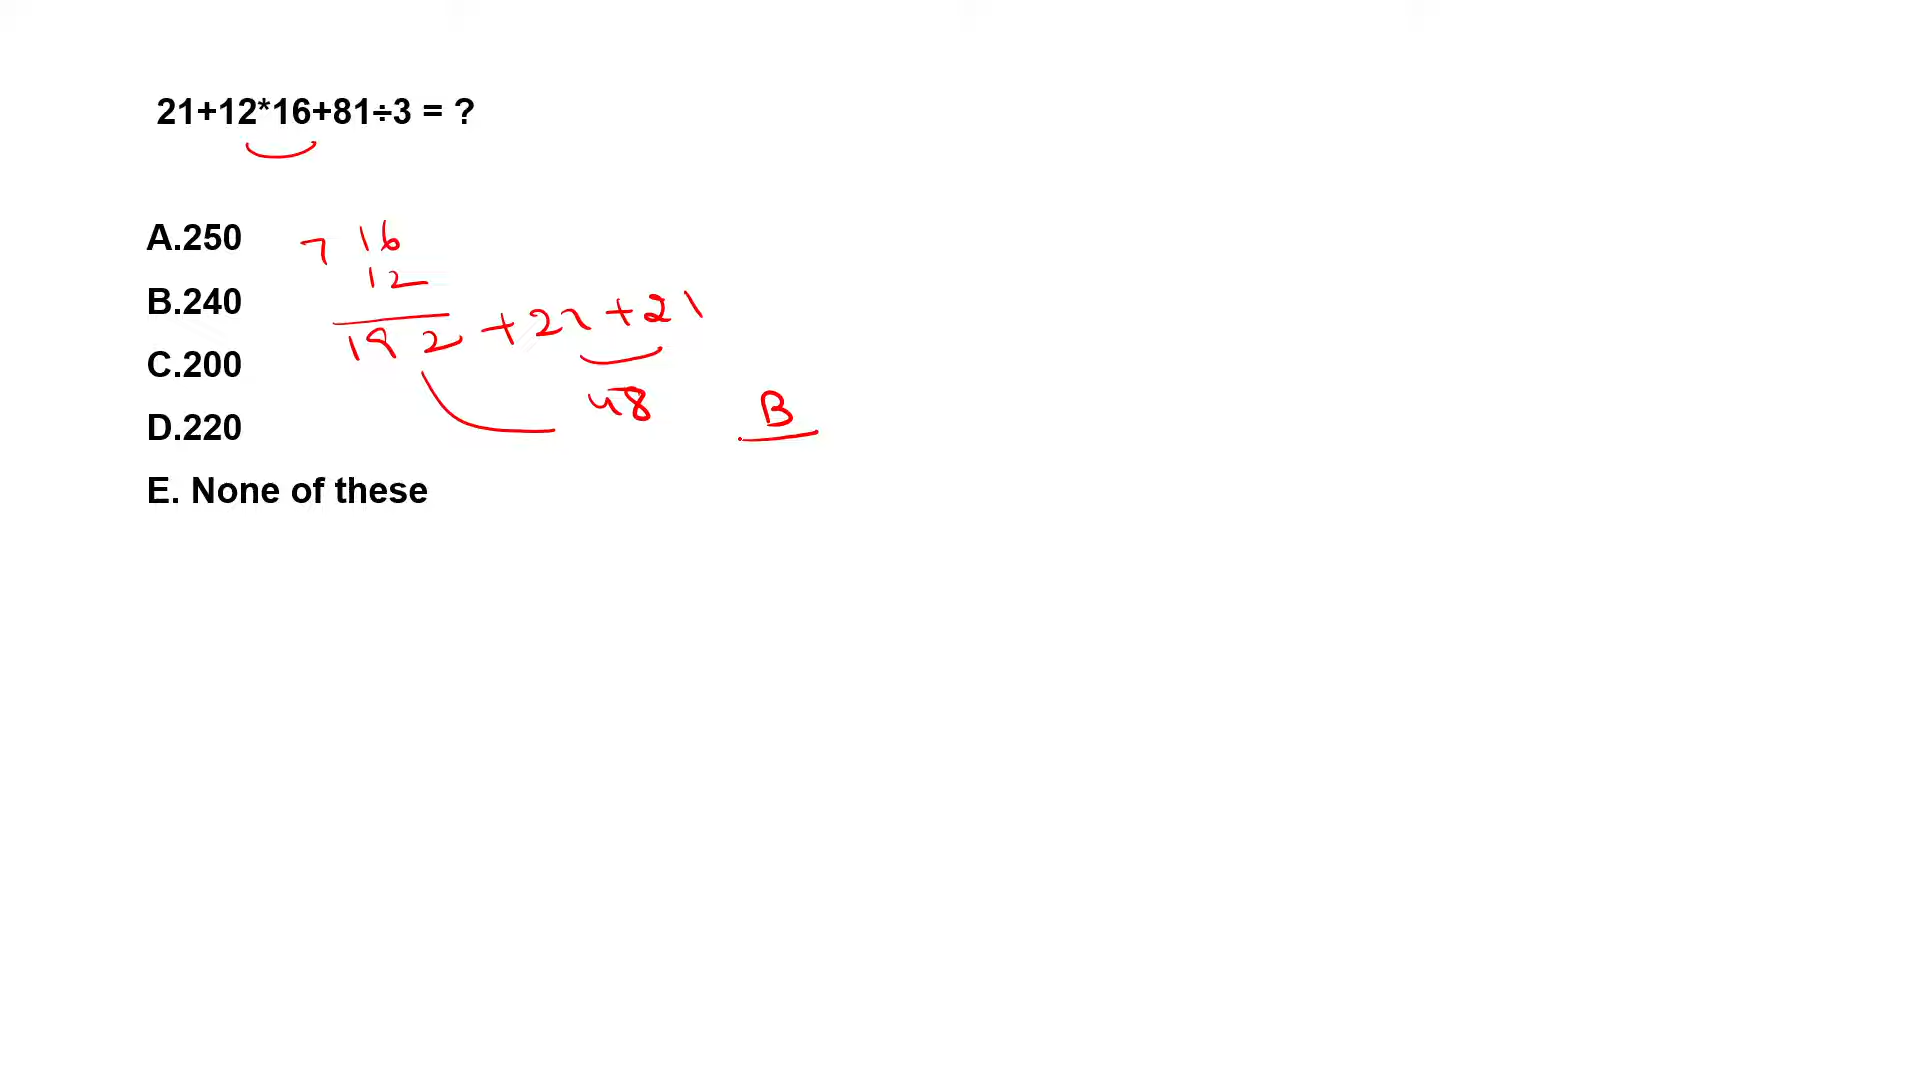 21+12*16+81÷3 = ?
A.250
7 16
12
B.240
192 +27 +21
C.200
48
B
D.220
E. None of these